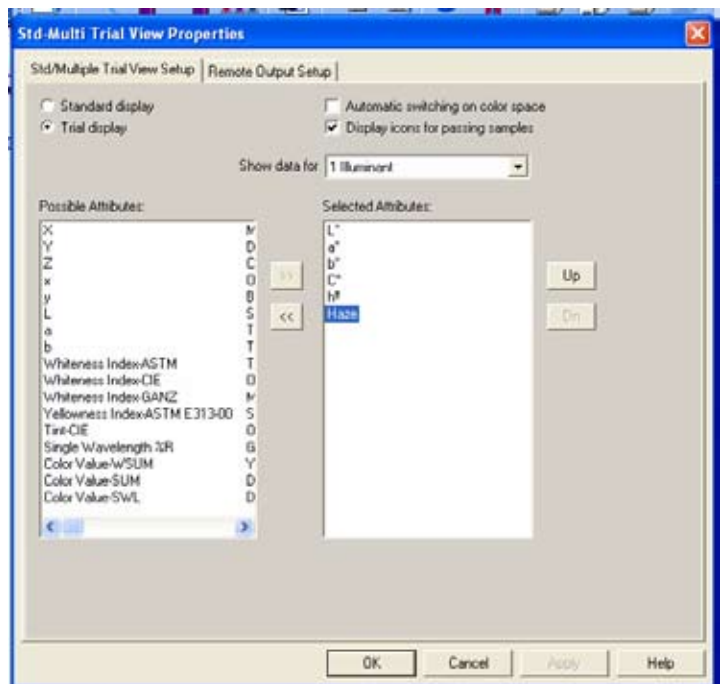 Std-Multi Trial View Properties
Std/Multiple Trial View Setup
Remote Output Setup
Standard display
Automatic switching on color space
Trial display
Display icons for passing samples
Show data for
1 Illuminant
Possible Attributes:
Selected Attributes:
X M
Y D
Z C
x O
y B
L S
a T
b T
Whiteness Index-ASTM T
Whiteness Index-CIE O
Whiteness Index-GANZ M
Yellowness Index-ASTM E313-00 S
Tint-CIE O
Single Wavelength %R G
Color Value-WSUM Y
Color Value-SUM D
Color Value-SWL D
>>
<<
L*
a*
b*
C*
h°
Haze
Up
Dn
OK
Cancel
Apply
Help